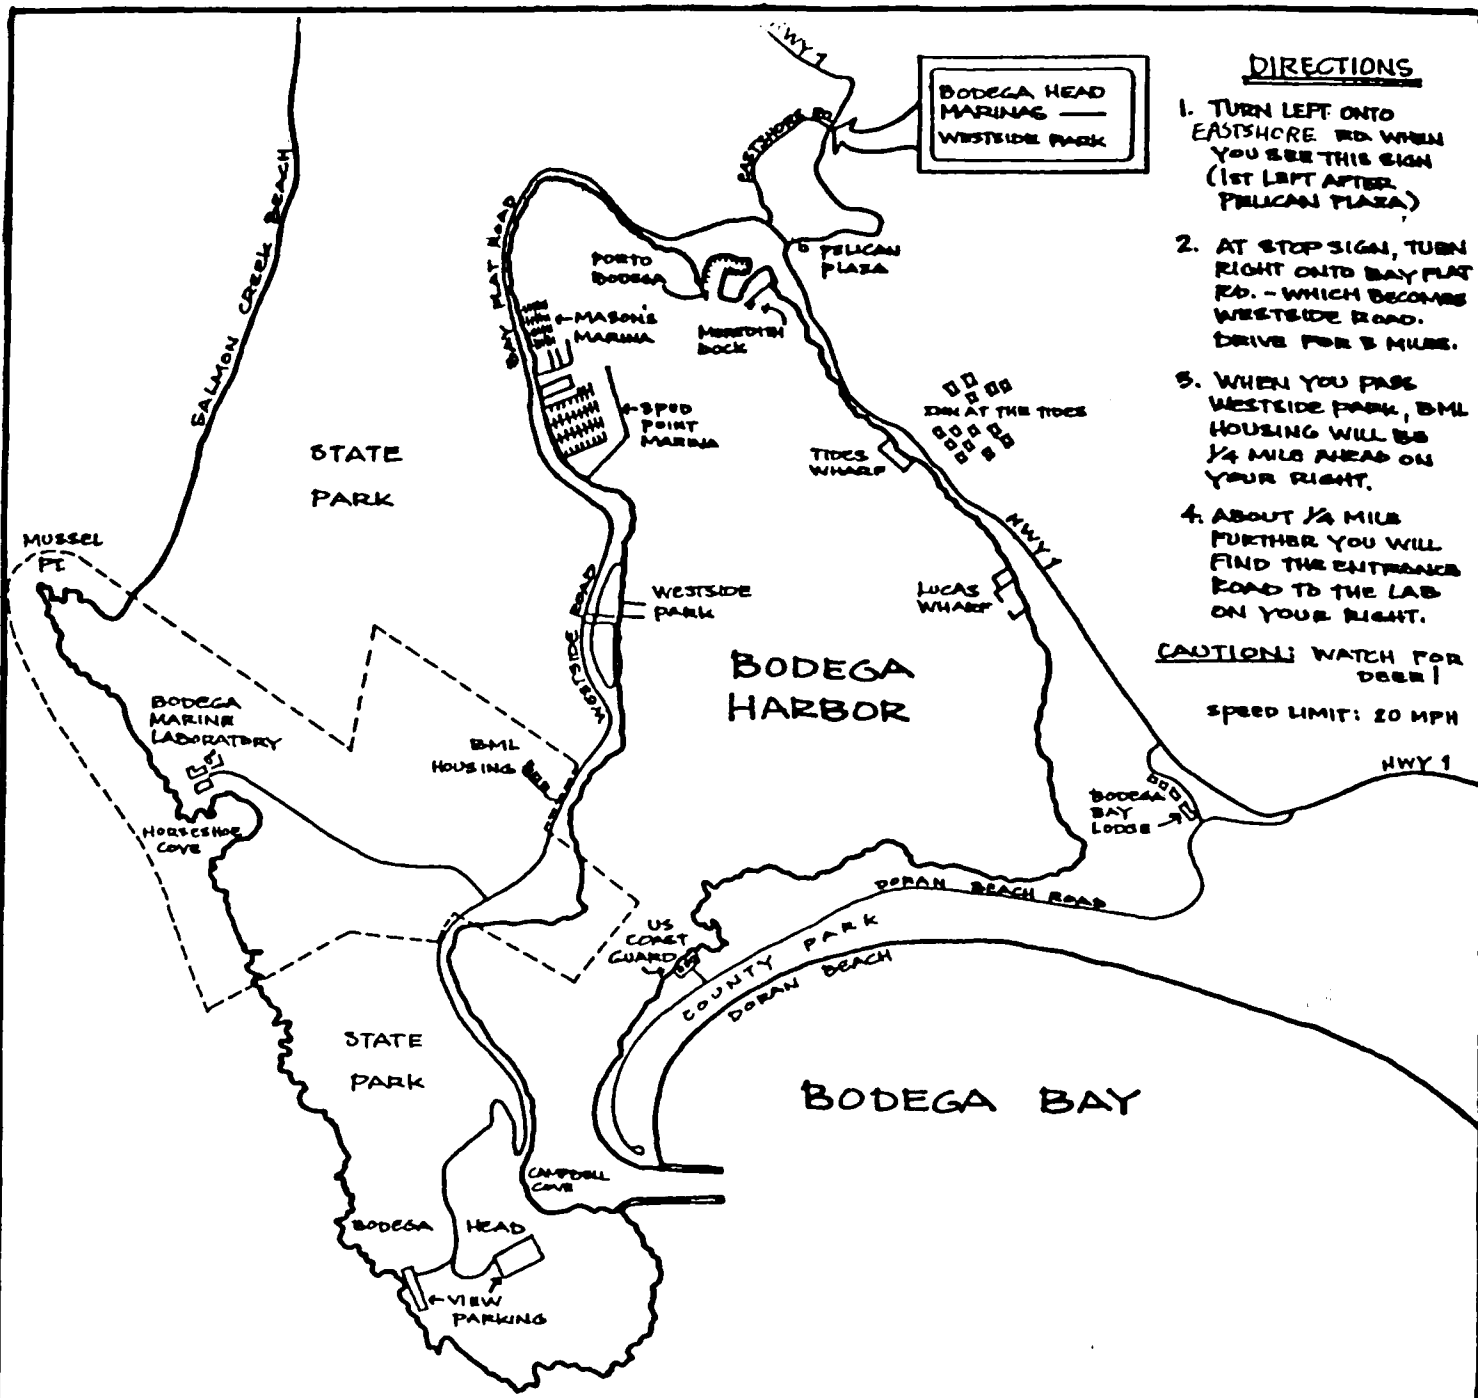 HWY 1
BODEGA HEAD
MARINAS
WESTSIDE PARK
DIRECTIONS
1. TURN LEFT ONTO
EASTSHORE RD. WHEN
YOU SEE THIS SIGN
(1ST LEFT AFTER
PELICAN PLAZA)
2. AT STOP SIGN, TURN
RIGHT ONTO BAY FLAT
RD. - WHICH BECOMES
WESTSIDE ROAD.
DRIVE FOR MILES.
3. WHEN YOU PASS
WESTSIDE PARK, BML
HOUSING WILL BE
1/4 MILE AHEAD ON
YOUR RIGHT.
4. ABOUT 1/4 MILE
FURTHER YOU WILL
FIND THE ENTRANCE
ROAD TO THE LAB
ON YOUR RIGHT.
CAUTION: WATCH FOR
DEER!
SPEED LIMIT: 20 MPH
EASTSHORE RD
SALMON CREEK BEACH
BAY FLAT ROAD
PORTO
BODEGA
PELICAN
PLAZA
MASON'S
MARINA
MEREDITH
DOCK
SPUD
POINT
MARINA
INN AT THE TIDES
TIDES
WHARF
STATE
PARK
HWY 1
MUSSEL
PT.
WESTSIDE ROAD
WESTSIDE
PARK
LUCAS
WHARF
BODEGA
HARBOR
BODEGA
MARINE
LABORATORY
BML
HOUSING
HWY 1
BODEGA
BAY
LODGE
HORSESHOE
COVE
DORAN BEACH ROAD
US
COAST
GUARD
COUNTY PARK
DORAN BEACH
STATE
PARK
BODEGA BAY
CAMPBELL
COVE
BODEGA HEAD
VIEW
PARKING